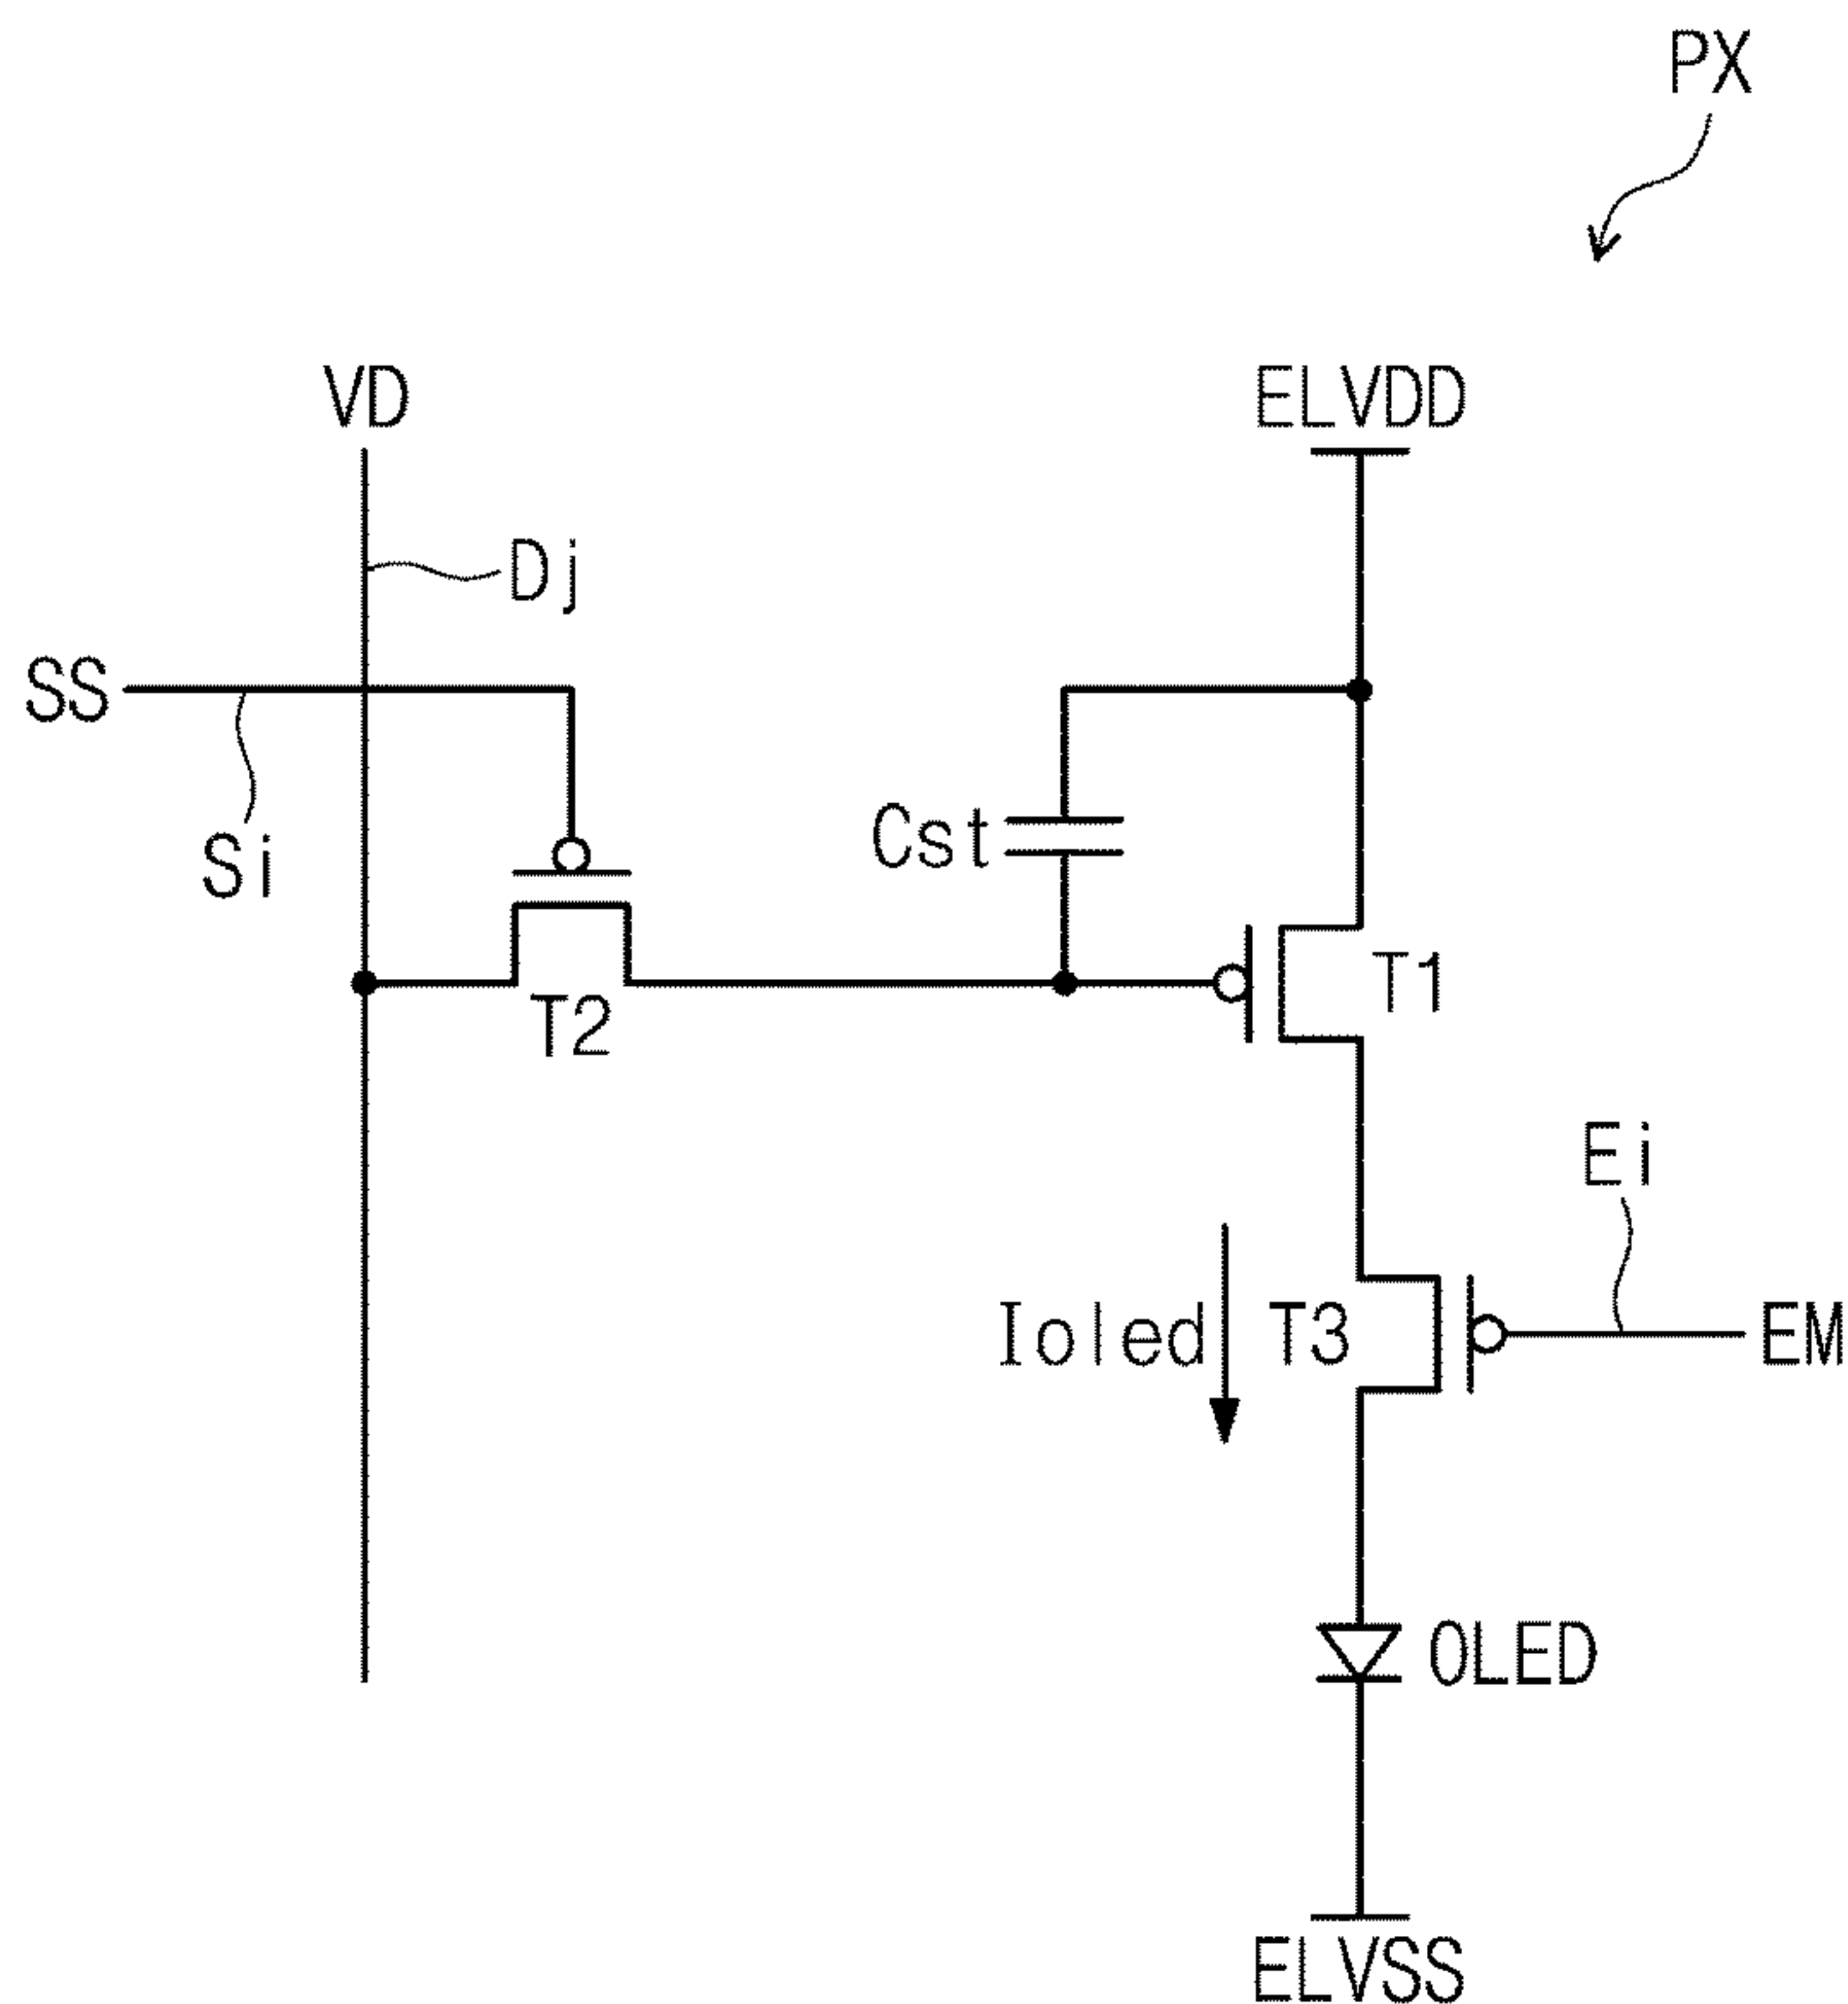 PX
VD
ELVDD
Dj
SS
Si
Cst
T1
T2
Ei
Ioled
T3
EM
OLED
ELVSS